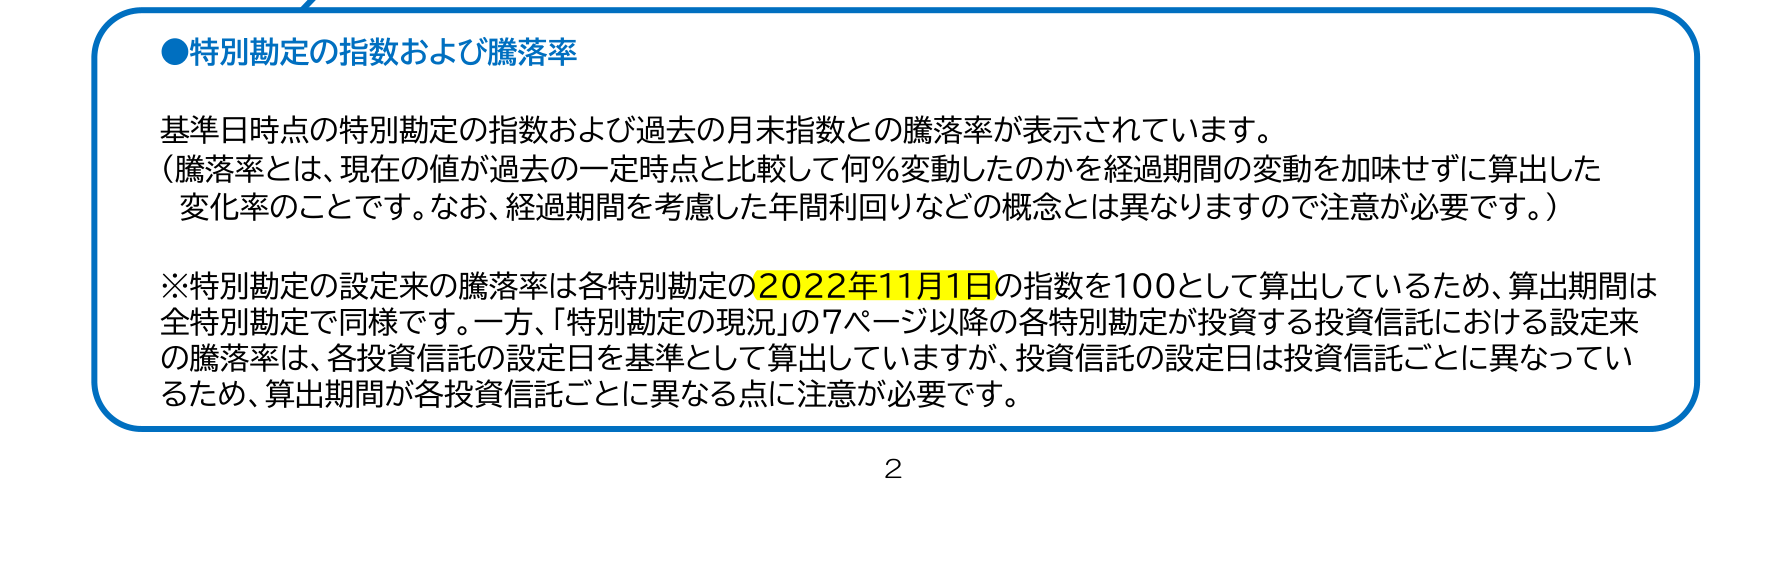 ●特別勘定の指数および騰落率
基準日時点の特別勘定の指数および過去の月末指数との騰落率が表示されています。
（騰落率とは、現在の値が過去の一定時点と比較して何％変動したのかを経過期間の変動を加味せずに算出した
変化率のことです。なお、経過期間を考慮した年間利回りなどの概念とは異なりますので注意が必要です。）
※特別勘定の設定来の騰落率は各特別勘定の2022年11月1日の指数を100として算出しているため、算出期間は
全特別勘定で同様です。一方、「特別勘定の現況」の7ページ以降の各特別勘定が投資する投資信託における設定来
の騰落率は、各投資信託の設定日を基準として算出していますが、投資信託の設定日は投資信託ごとに異なってい
るため、算出期間が各投資信託ごとに異なる点に注意が必要です。
2